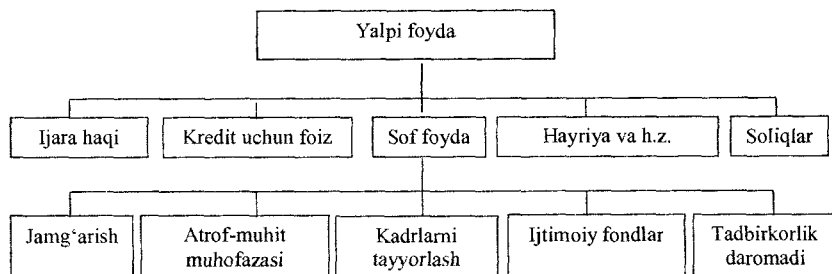 Yalpi foyda
Ijara haqi
Kredit uchun foiz
Sof foyda
Hayriya va h.z.
Soliqlar
Jamg‘arish
Atrof-muhit
muhofazasi
Kadrlarni
tayyorlash
Ijtimoiy fondlar
Tadbirkorlik
daromadi